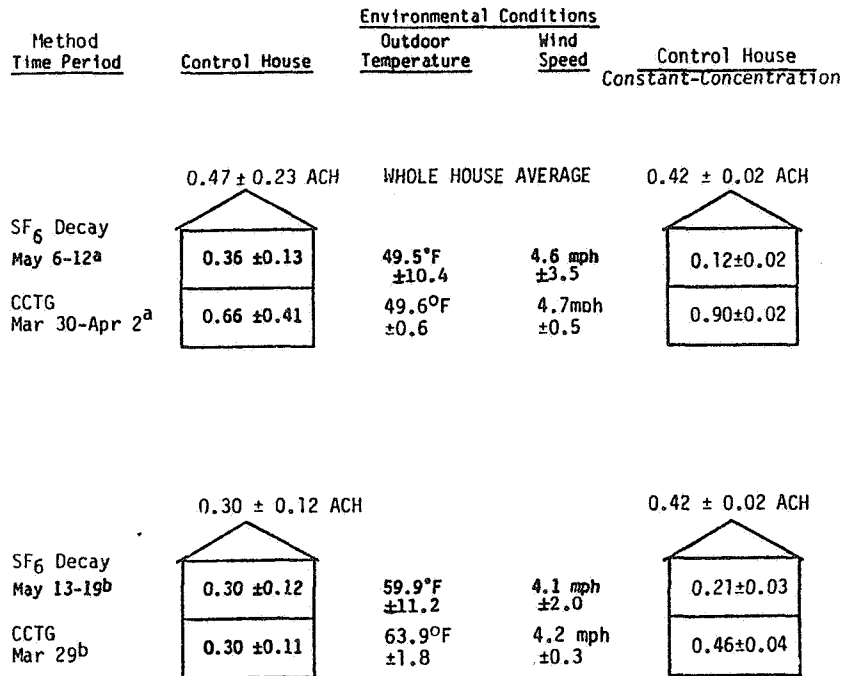 Environmental Conditions
Method Outdoor Wind Control House
Time Period Control House Temperature Speed Constant-Concentration
0.47 ± 0.23 ACH WHOLE HOUSE AVERAGE 0.42 ± 0.02 ACH
SF6 Decay
May 6-12a 0.36 ±0.13 49.5°F 4.6 mph 0.12±0.02
±10.4 ±3.5
CCTG 49.6°F 4.7mph
Mar 30-Apr 2a 0.66 ±0.41 ±0.6 ±0.5 0.90±0.02
0.30 ± 0.12 ACH 0.42 ± 0.02 ACH
SF6 Decay
May 13-19b 0.30 ±0.12 59.9°F 4.1 mph 0.21±0.03
±11.2 ±2.0
CCTG 63.9°F 4.2 mph
Mar 29b 0.30 ±0.11 ±1.8 ±0.3 0.46±0.04